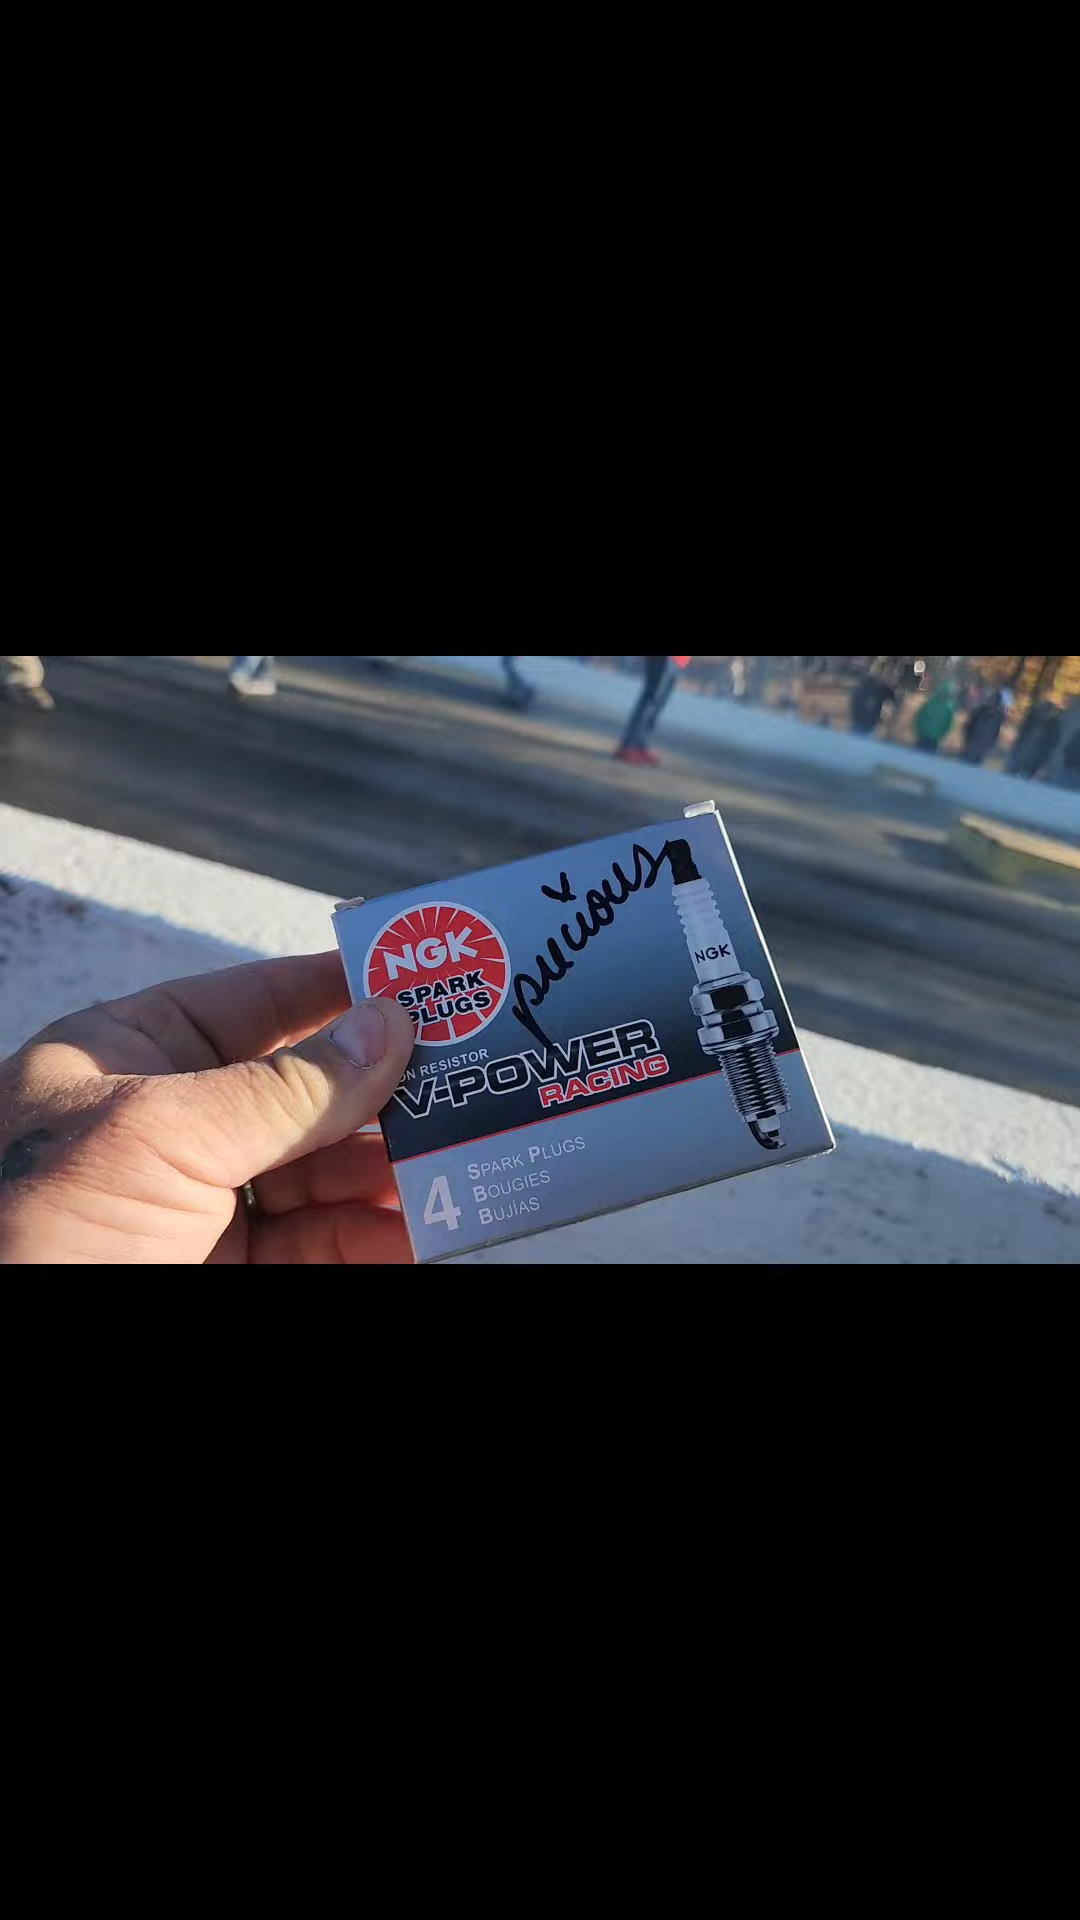 precious
NGK
SPARK
PLUGS
NGK
ON RESISTOR
V-POWER
RACING
4
SPARK PLUGS
BOUGIES
BUJÍAS